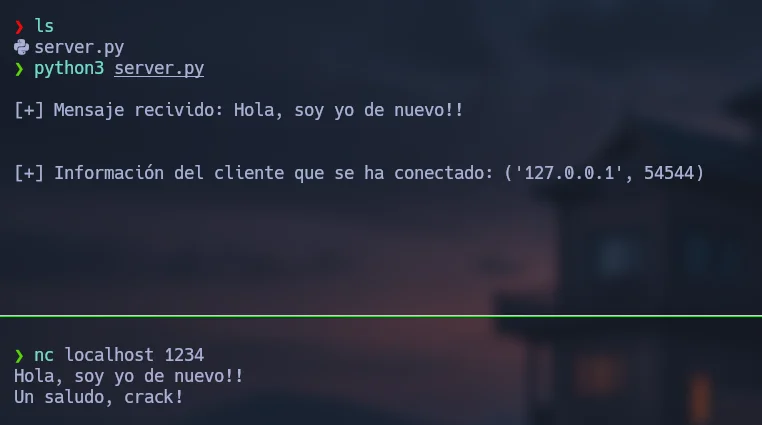 ❯ ls
server.py
❯ python3 server.py
[+] Mensaje recivido: Hola, soy yo de nuevo!!
[+] Información del cliente que se ha conectado: ('127.0.0.1', 54544)
❯ nc localhost 1234
Hola, soy yo de nuevo!!
Un saludo, crack!